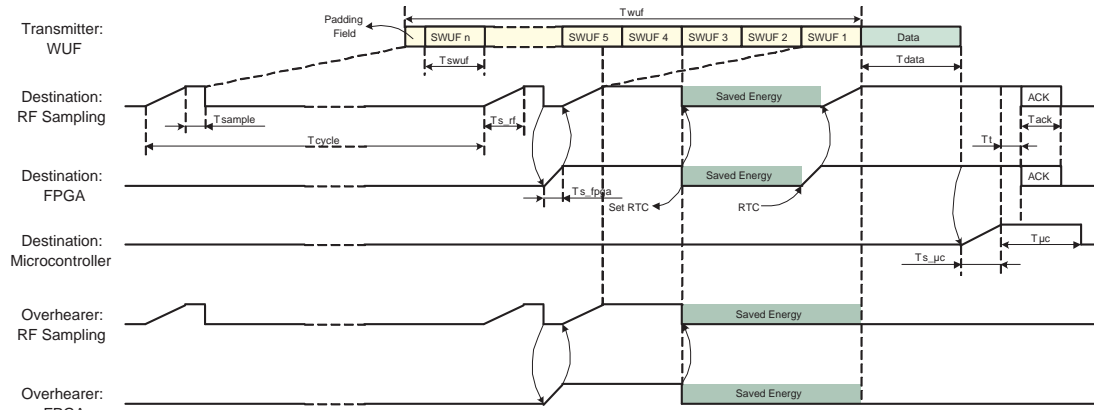 Transmitter:
WUF
Padding
Field
Twuf
SWUF n
SWUF 5
SWUF 4
SWUF 3
SWUF 2
SWUF 1
Data
Tswuf
Tdata
Destination:
RF Sampling
Saved Energy
ACK
Tsample
Ts_rf
Tcycle
Tack
Tt
Destination:
FPGA
Saved Energy
ACK
Ts_fpga
Set RTC
RTC
Destination:
Microcontroller
Tμc
Ts_μc
Overhearer:
RF Sampling
Saved Energy
Overhearer:
Saved Energy
FPGA